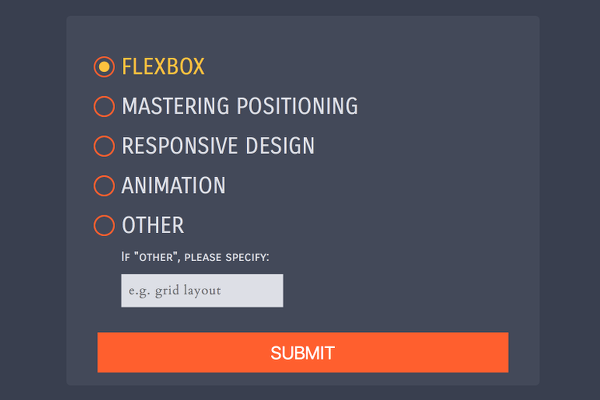 FLEXBOX
MASTERING POSITIONING
RESPONSIVE DESIGN
ANIMATION
OTHER
If "other", please specify:
e.g. grid layout
SUBMIT